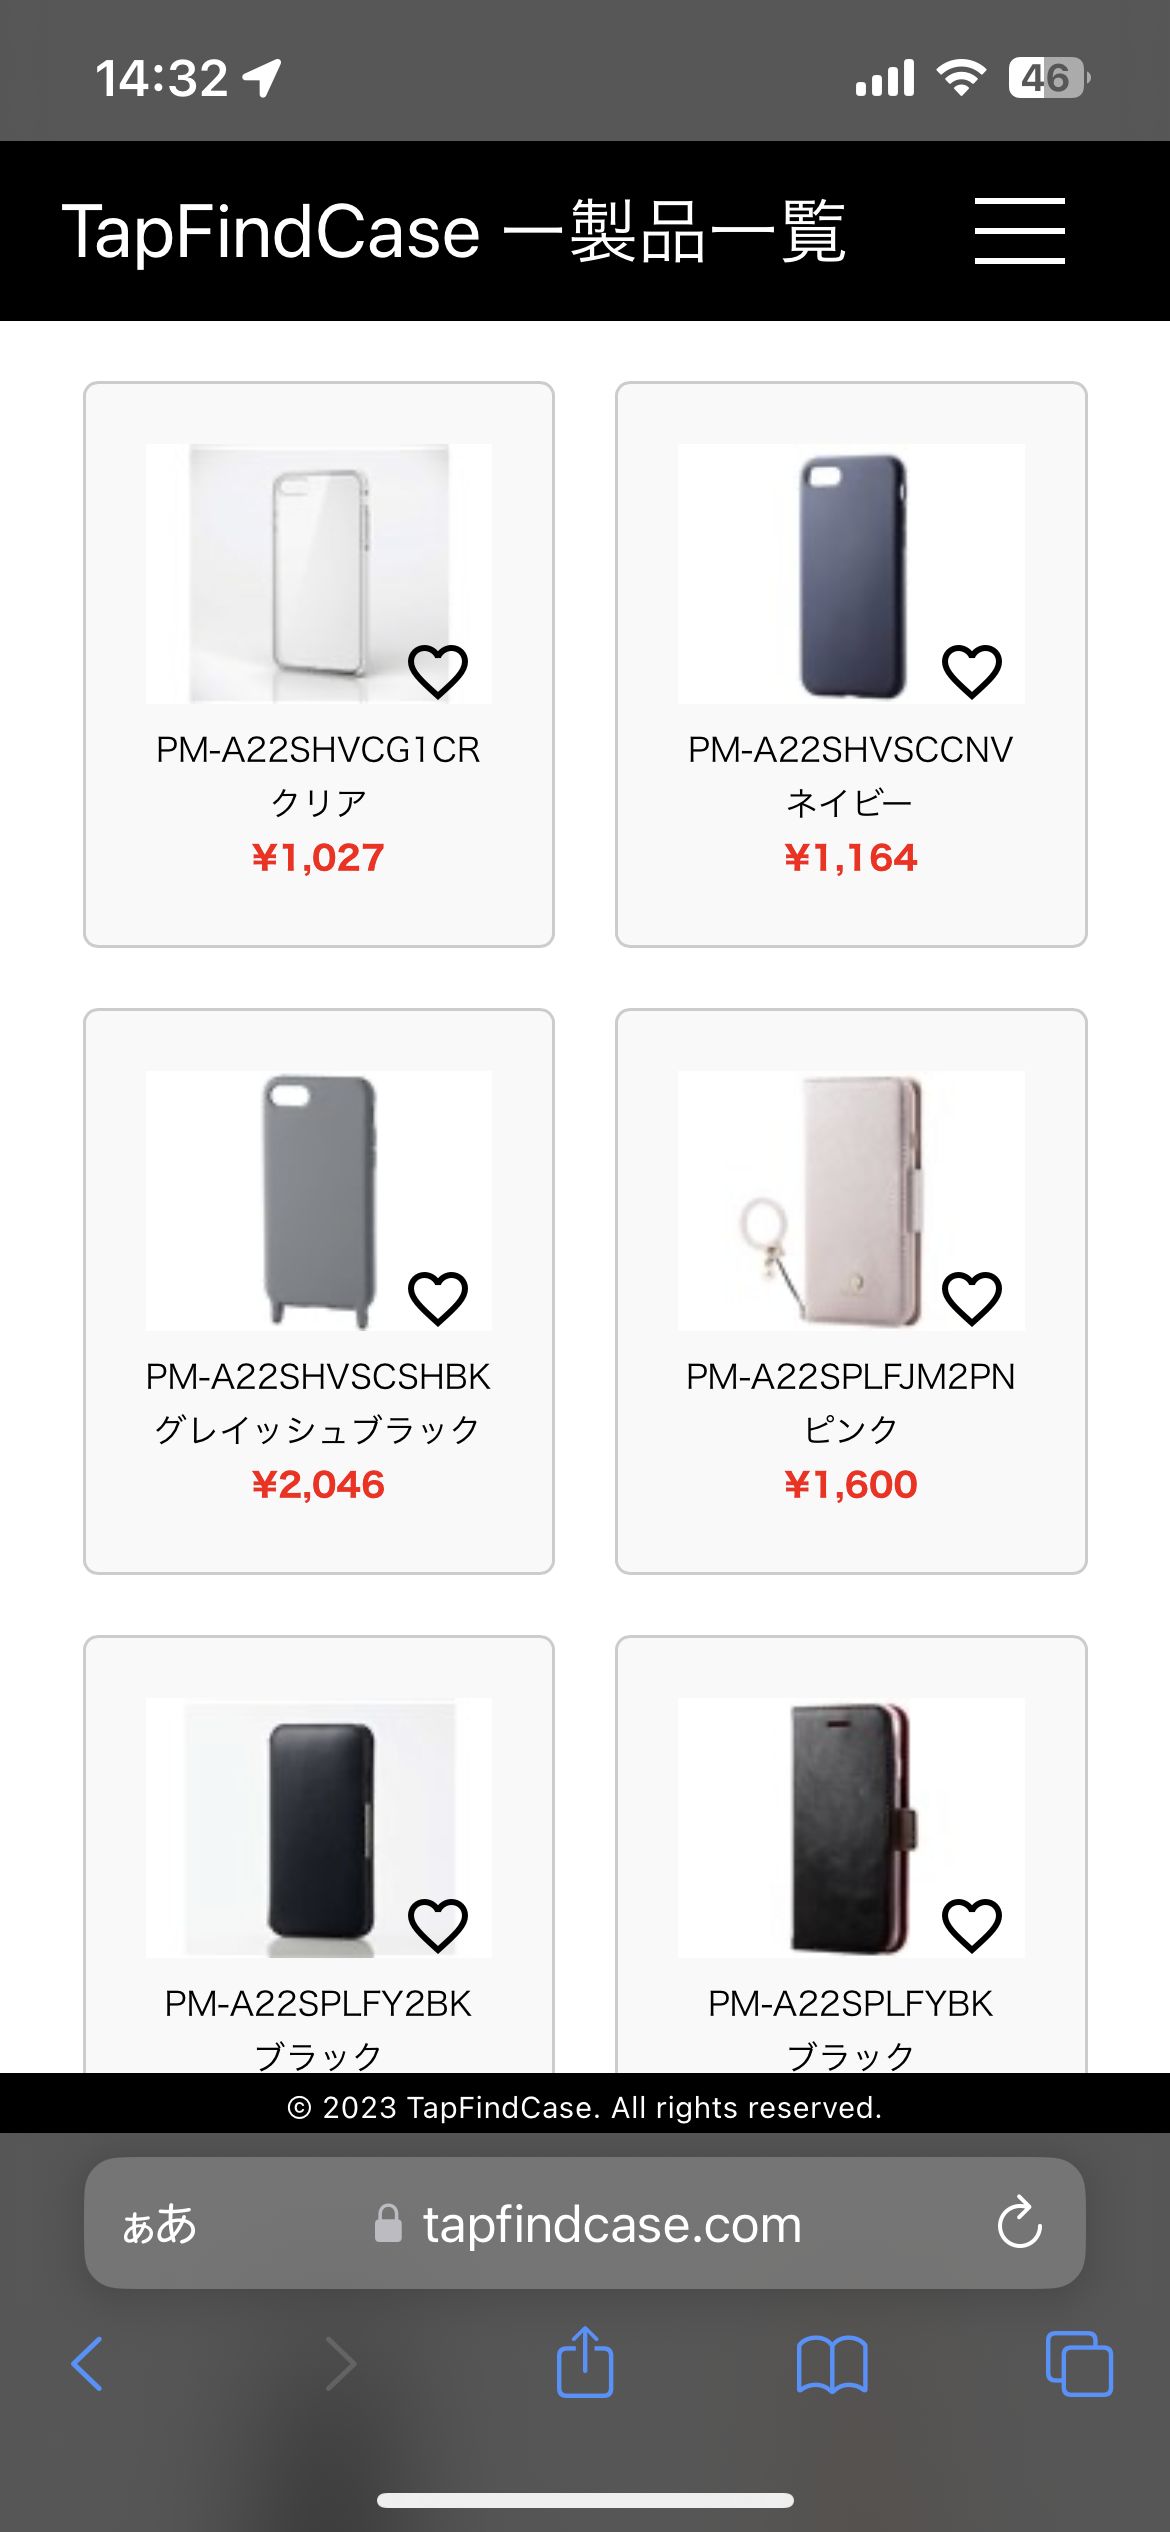 14:32
46
TapFindCase ー製品一覧
PM-A22SHVCG1CR
クリア
¥1,027
PM-A22SHVSCCNV
ネイビー
¥1,164
PM-A22SHVSCSHBK
グレイッシュブラック
¥2,046
PM-A22SPLFJM2PN
ピンク
¥1,600
PM-A22SPLFY2BK
ブラック
PM-A22SPLFYBK
ブラック
© 2023 TapFindCase. All rights reserved.
ぁあ
tapfindcase.com